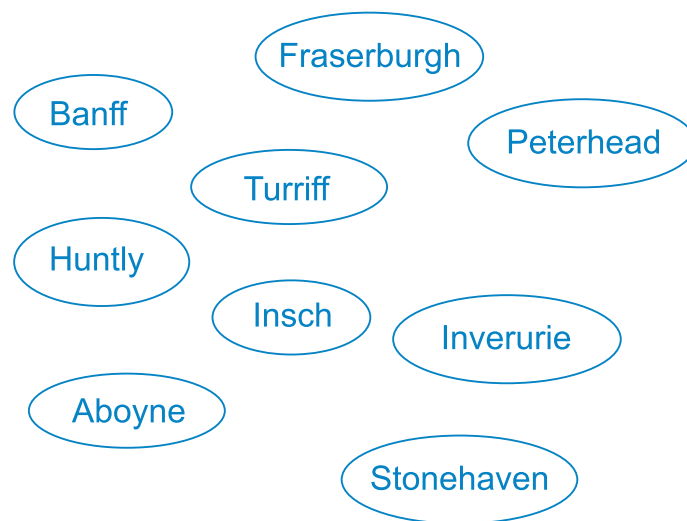 Fraserburgh
Banff
Peterhead
Turriff
Huntly
Insch
Inverurie
Aboyne
Stonehaven